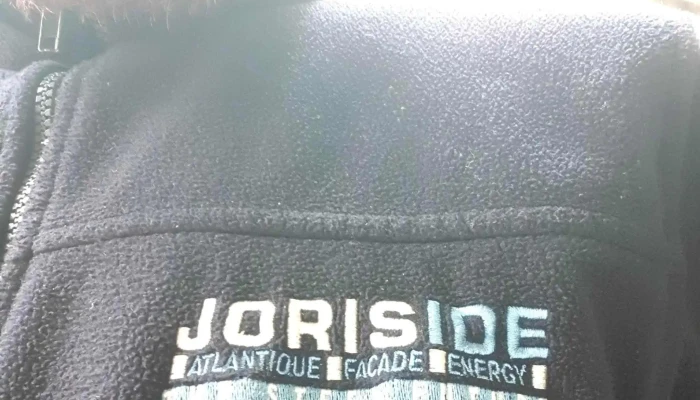 JORISIDE
ATLANTIQUE FACADE ENERGY